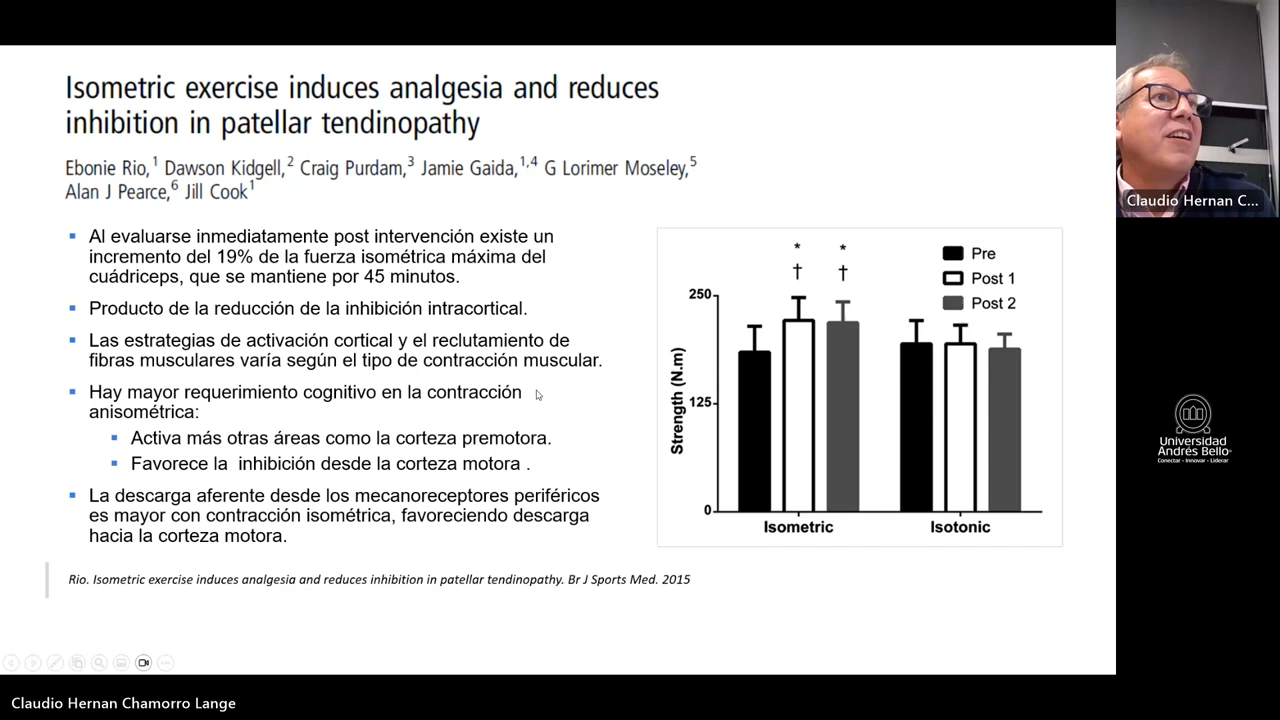 Isometric exercise induces analgesia and reduces
inhibition in patellar tendinopathy
Ebonie Rio,1 Dawson Kidgell,2 Craig Purdam,3 Jamie Gaida,1,4 G Lorimer Moseley,5
Alan J Pearce,6 Jill Cook1
Al evaluarse inmediatamente post intervención existe un
incremento del 19% de la fuerza isométrica máxima del
cuádriceps, que se mantiene por 45 minutos.
Producto de la reducción de la inhibición intracortical.
Las estrategias de activación cortical y el reclutamiento de
fibras musculares varía según el tipo de contracción muscular.
Hay mayor requerimiento cognitivo en la contracción
anisométrica:
Activa más otras áreas como la corteza premotora.
Favorece la  inhibición desde la corteza motora .
La descarga aferente desde los mecanoreceptores periféricos
es mayor con contracción isométrica, favoreciendo descarga
hacia la corteza motora.
Rio. Isometric exercise induces analgesia and reduces inhibition in patellar tendinopathy. Br J Sports Med. 2015
* *
† †
Pre
Post 1
Post 2
250
125
0
Strength (N.m)
Isometric
Isotonic
Claudio Hernan C...
Universidad
Andrés Bello
Conectar - Innovar - Liderar
Claudio Hernan Chamorro Lange